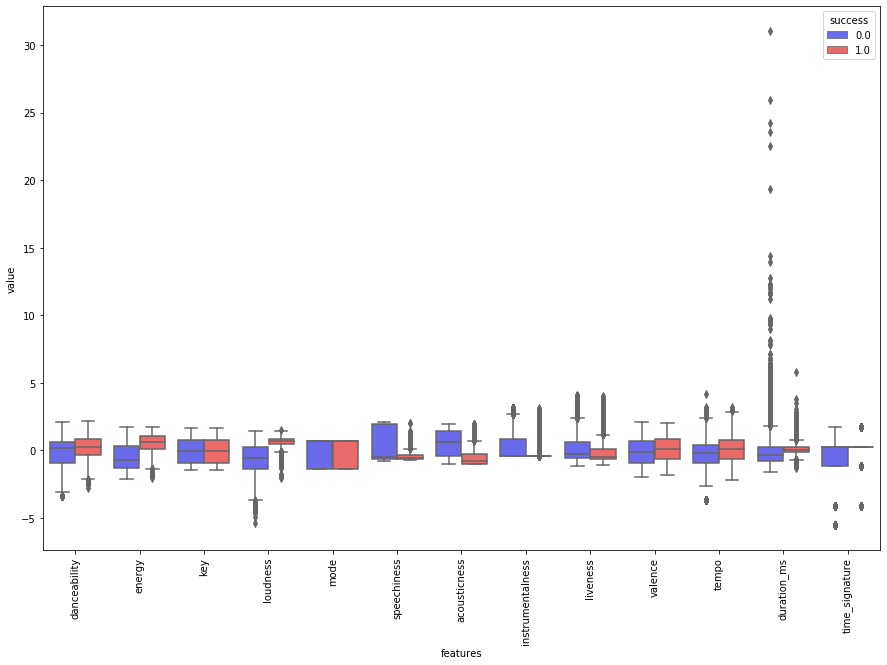 success
0.0
1.0
30
25
20
15
10
5
0
−5
value
danceability
energy
key
loudness
mode
speechiness
acousticness
instrumentalness
liveness
valence
tempo
duration_ms
time_signature
features